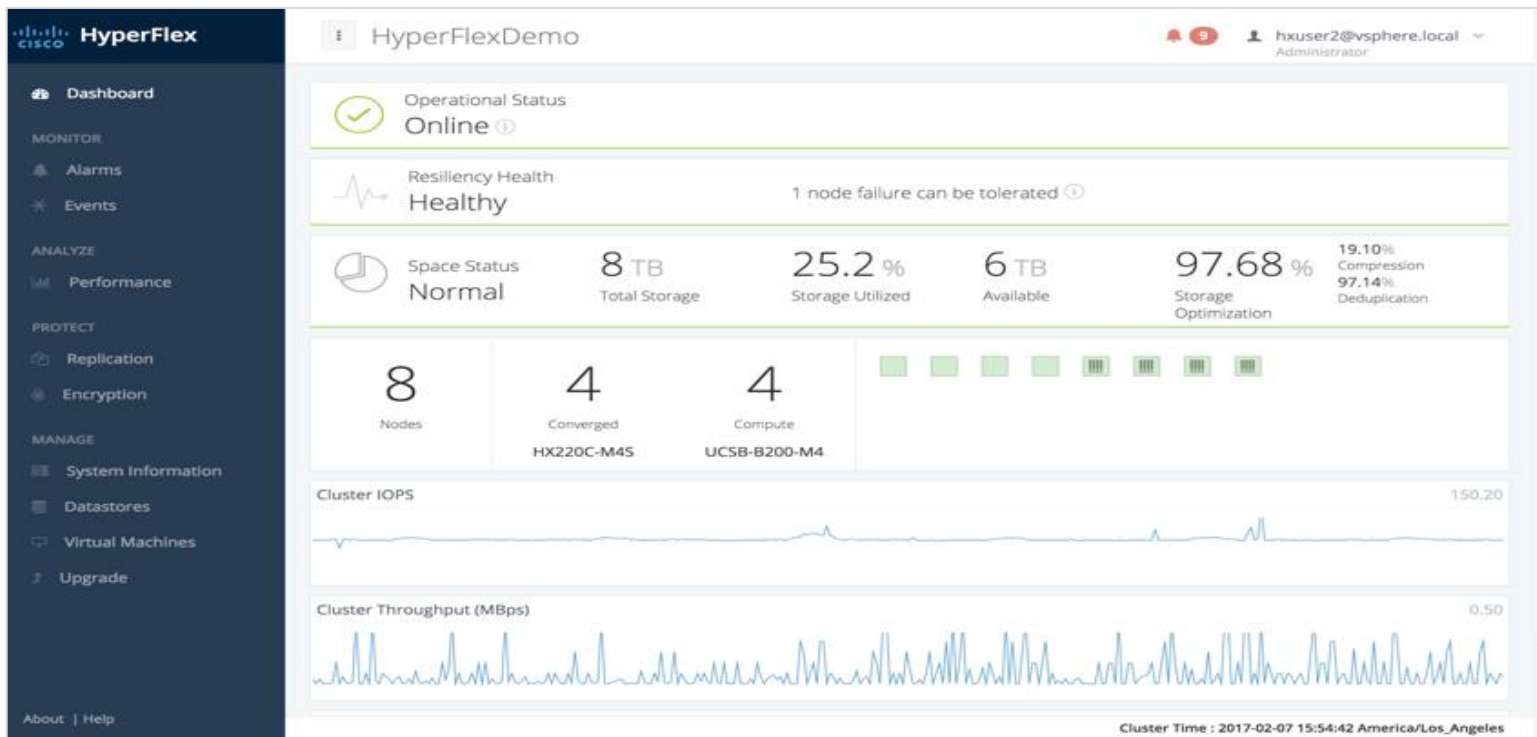 cisco HyperFlex
HyperFlexDemo
9
hxuser2@vsphere.local
Administrator
Dashboard
MONITOR
Alarms
Events
ANALYZE
Performance
PROTECT
Replication
Encryption
MANAGE
System Information
Datastores
Virtual Machines
Upgrade
About | Help
Operational Status
Online
Resiliency Health
Healthy
1 node failure can be tolerated
Space Status
Normal
8 TB
Total Storage
25.2 %
Storage Utilized
6 TB
Available
97.68 %
Storage
Optimization
19.10%
Compression
97.14%
Deduplication
8
Nodes
4
Converged
HX220C-M4S
4
Compute
UCSB-B200-M4
Cluster IOPS
150.20
Cluster Throughput (MBps)
0.50
Cluster Time : 2017-02-07 15:54:42 America/Los_Angeles